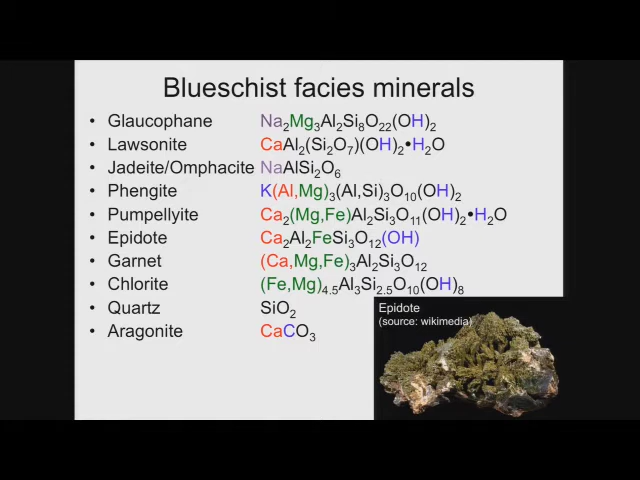 Blueschist facies minerals
• Glaucophane Na₂Mg₃Al₂Si₈O₂₂(OH)₂
• Lawsonite CaAl₂(Si₂O₇)(OH)₂•H₂O
• Jadeite/Omphacite NaAlSi₂O₆
• Phengite K(Al,Mg)₃(Al,Si)₃O₁₀(OH)₂
• Pumpellyite Ca₂(Mg,Fe)Al₂Si₃O₁₁(OH)₂•H₂O
• Epidote Ca₂Al₂FeSi₃O₁₂(OH)
• Garnet (Ca,Mg,Fe)₃Al₂Si₃O₁₂
• Chlorite (Fe,Mg)₄.₅Al₃Si₂.₅O₁₀(OH)₈
• Quartz SiO₂
• Aragonite CaCO₃
Epidote
(source: wikimedia)